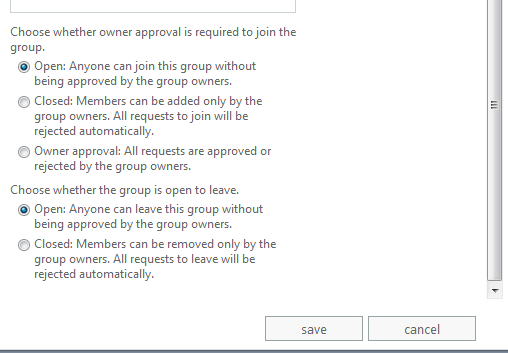 Choose whether owner approval is required to join the
group.
Open: Anyone can join this group without
being approved by the group owners.
Closed: Members can be added only by the
group owners. All requests to join will be
rejected automatically.
Owner approval: All requests are approved or
rejected by the group owners.
Choose whether the group is open to leave.
Open: Anyone can leave this group without
being approved by the group owners.
Closed: Members can be removed only by the
group owners. All requests to leave will be
rejected automatically.
save
cancel